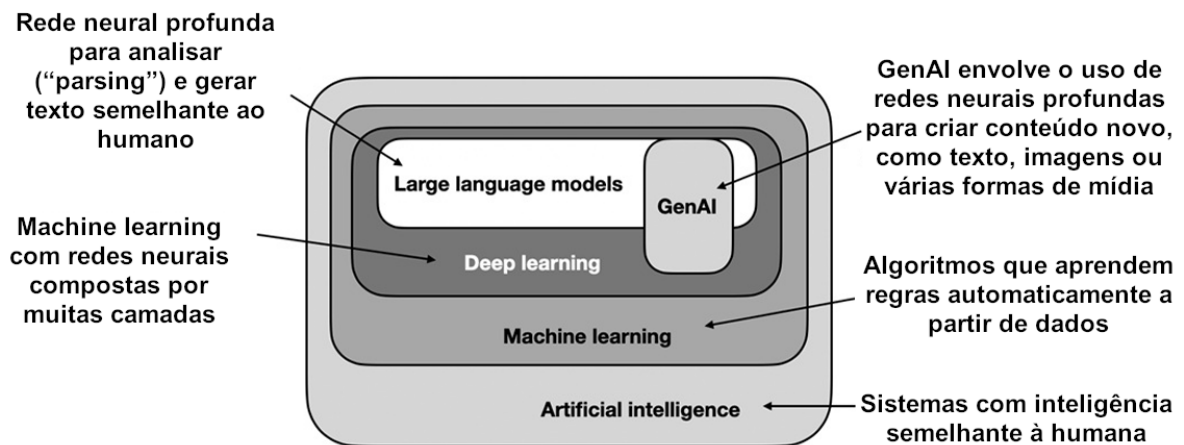 Rede neural profunda
para analisar
(“parsing”) e gerar
texto semelhante ao
humano
Machine learning
com redes neurais
compostas por
muitas camadas
Large language models
GenAI
Deep learning
Machine learning
Artificial intelligence
GenAI envolve o uso de
redes neurais profundas
para criar conteúdo novo,
como texto, imagens ou
várias formas de mídia
Algoritmos que aprendem
regras automaticamente a
partir de dados
Sistemas com inteligência
semelhante à humana